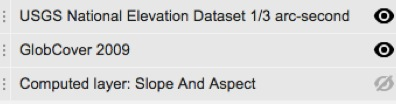 USGS National Elevation Dataset 1/3 arc-second
GlobCover 2009
Computed layer: Slope And Aspect